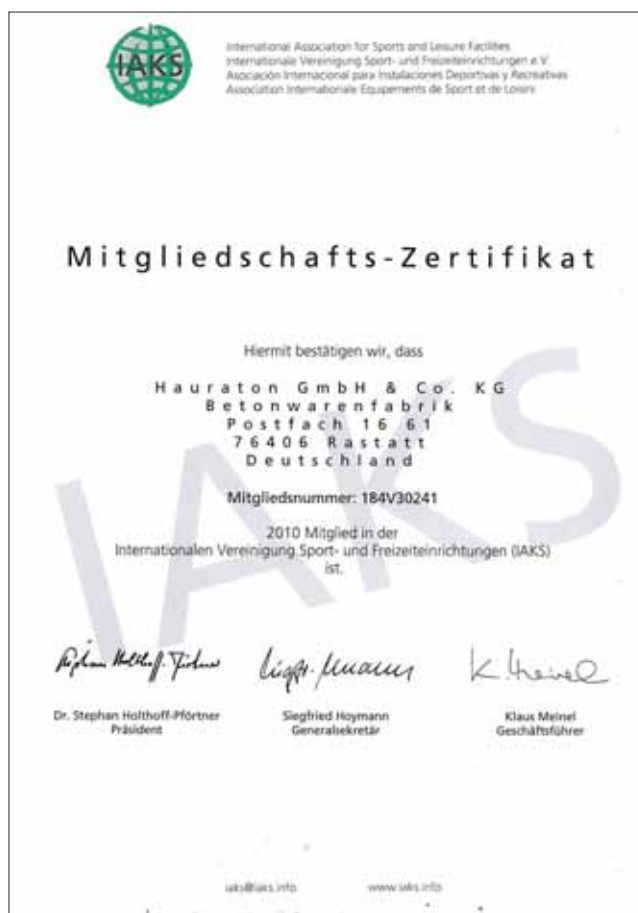 IAKS
International Association for Sports and Leisure Facilities
Internationale Vereinigung Sport- und Freizeiteinrichtungen e.V.
Asociación Internacional para Instalaciones Deportivas y Recreativas
Association Internationale Equipements de Sport et de Loisirs
Mitgliedschafts-Zertifikat
Hiermit bestätigen wir, dass
Hauraton GmbH & Co. KG
Betonwarenfabrik
Postfach 16 61
76406 Rastatt
Deutschland
Mitgliedsnummer: 184V30241
2010 Mitglied in der
Internationalen Vereinigung Sport- und Freizeiteinrichtungen (IAKS)
ist.
IAKS
Dr. Stephan Holthoff-Pförtner
Präsident
Siegfried Hoymann
Generalsekretär
Klaus Meinel
Geschäftsführer
iaks@iaks.info www.iaks.info